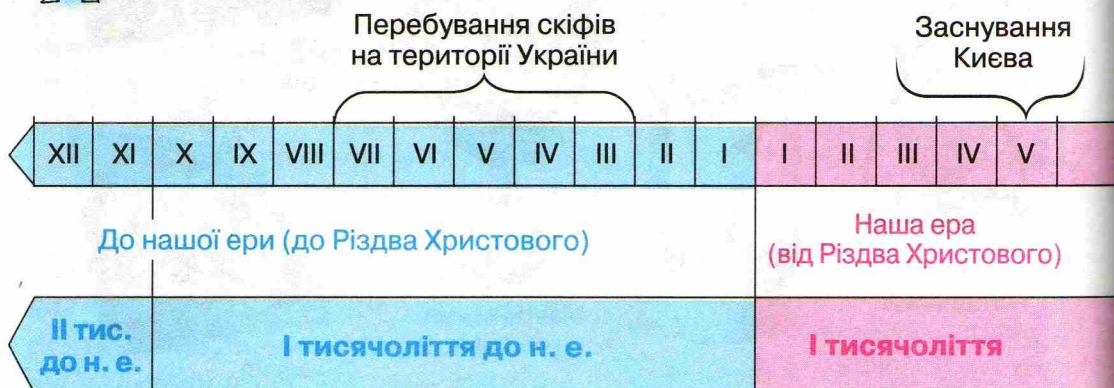 Перебування скіфів
на території України
Заснування
Києва
XII XI X IX VIII VII VI V IV III II I I II III IV V
До нашої ери (до Різдва Христового)
Наша ера
(від Різдва Христового)
II тис.
до н. е.
I тисячоліття до н. е.
I тисячоліття